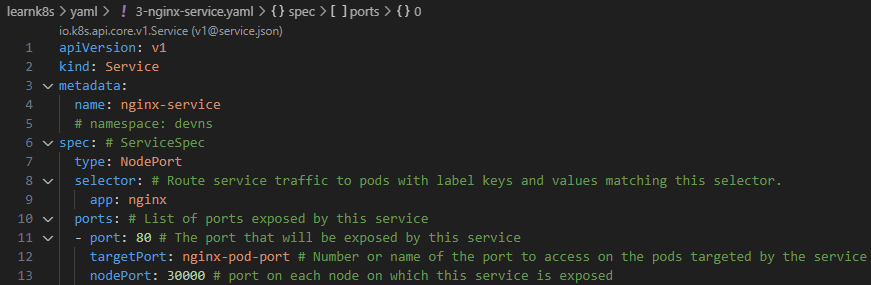 learnk8s > yaml > ! 3-nginx-service.yaml > {} spec > [ ] ports > {} 0
io.k8s.api.core.v1.Service (v1@service.json)
1 apiVersion: v1
2 kind: Service
3 metadata:
4   name: nginx-service
5   # namespace: devns
6 spec: # ServiceSpec
7   type: NodePort
8   selector: # Route service traffic to pods with label keys and values matching this selector.
9     app: nginx
10   ports: # List of ports exposed by this service
11   - port: 80 # The port that will be exposed by this service
12     targetPort: nginx-pod-port # Number or name of the port to access on the pods targeted by the service
13     nodePort: 30000 # port on each node on which this service is exposed